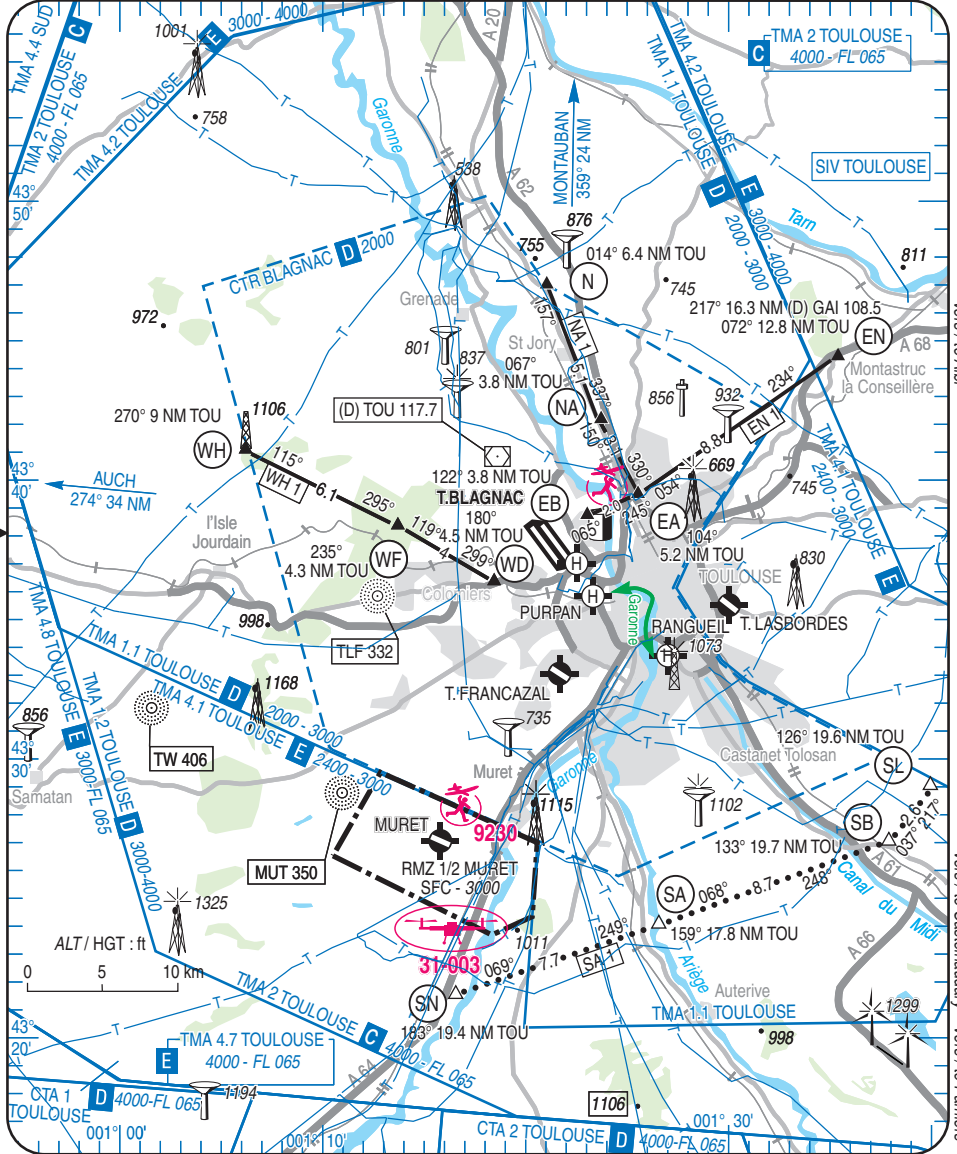 1001
E 3000 - 4000
A 20
TMA 4.4 SUD
C
TMA 2 TOULOUSE
4000 - FL 065
758
TMA 4.2 TOULOUSE
Garonne
MONTAUBAN
359° 24 NM
TMA 4.2 TOULOUSE
TMA 1.1 TOULOUSE
C
TMA 2 TOULOUSE
4000 - FL 065
SIV TOULOUSE
43°
50'
538
A 62
D
2000 - 3000
E
3000-4000
Tarn
CTR BLAGNAC D 2000
755
876
N
014° 6.4 NM TOU
811
745
972
Grenade
217° 16.3 NM (D) GAI 108.5
072° 12.8 NM TOU
EN
A 68
Montastruc
la Conseillère
157°
NA 1
5.1
337°
801
837
St Jory
067°
3.8 NM TOU
NA
150°
8.1
330°
856
932
234°
EN 1
8.8
054°
(D) TOU 117.7
1106
270° 9 NM TOU
WH
115°
WH 1
6.1
295°
43°
40'
AUCH
274° 34 NM
122° 3.8 NM TOU
T.BLAGNAC
EB
180°
4.5 NM TOU
065°
2.0
245°
669
745
TMA 4.1 TOULOUSE
2400 - 3000
E
EA
104°
5.2 NM TOU
l'Isle
Jourdain
119°
4
299°
235°
4.3 NM TOU
WF
WD
Colomiers
H
H
PURPAN
TOULOUSE
830
T. LASBORDES
Garonne
RANGUEIL
H
1073
998
TLF 332
TMA 4.8 TOULOUSE
E
3000-FL 065
TMA 1.2 TOULOUSE
D
3000-4000
TMA 1.1 TOULOUSE D 2000 - 3000
TMA 4.1 TOULOUSE E 2400 - 3000
1168
T.FRANCAZAL
735
856
TW 406
43°
30'
Samatan
Muret
Garonne
Castanet Tolosan
126° 19.6 NM TOU
SL
1115
1102
MURET
9230
RMZ 1/2 MURET
SFC - 3000
MUT 350
SB
133° 19.7 NM TOU
2.6
037°
217°
A 61
Canal
du
Midi
SA
068°
8.7
248°
159° 17.8 NM TOU
1325
ALT / HGT : ft
0 5 10 km
1011
31-003
069°
7.7
249°
SA 1
SN
183° 19.4 NM TOU
Ariège
A 66
Auterive
TMA 1.1 TOULOUSE
998
1299
43°
20'
TMA 2 TOULOUSE C 4000 - FL 065
TMA 4.7 TOULOUSE
E
4000 - FL 065
A 64
1194
CTA 1
TOULOUSE
D 4000-FL 065
1106
001° 00'
001° 10'
CTA 2 TOULOUSE D 4000-FL 065
001° 30'